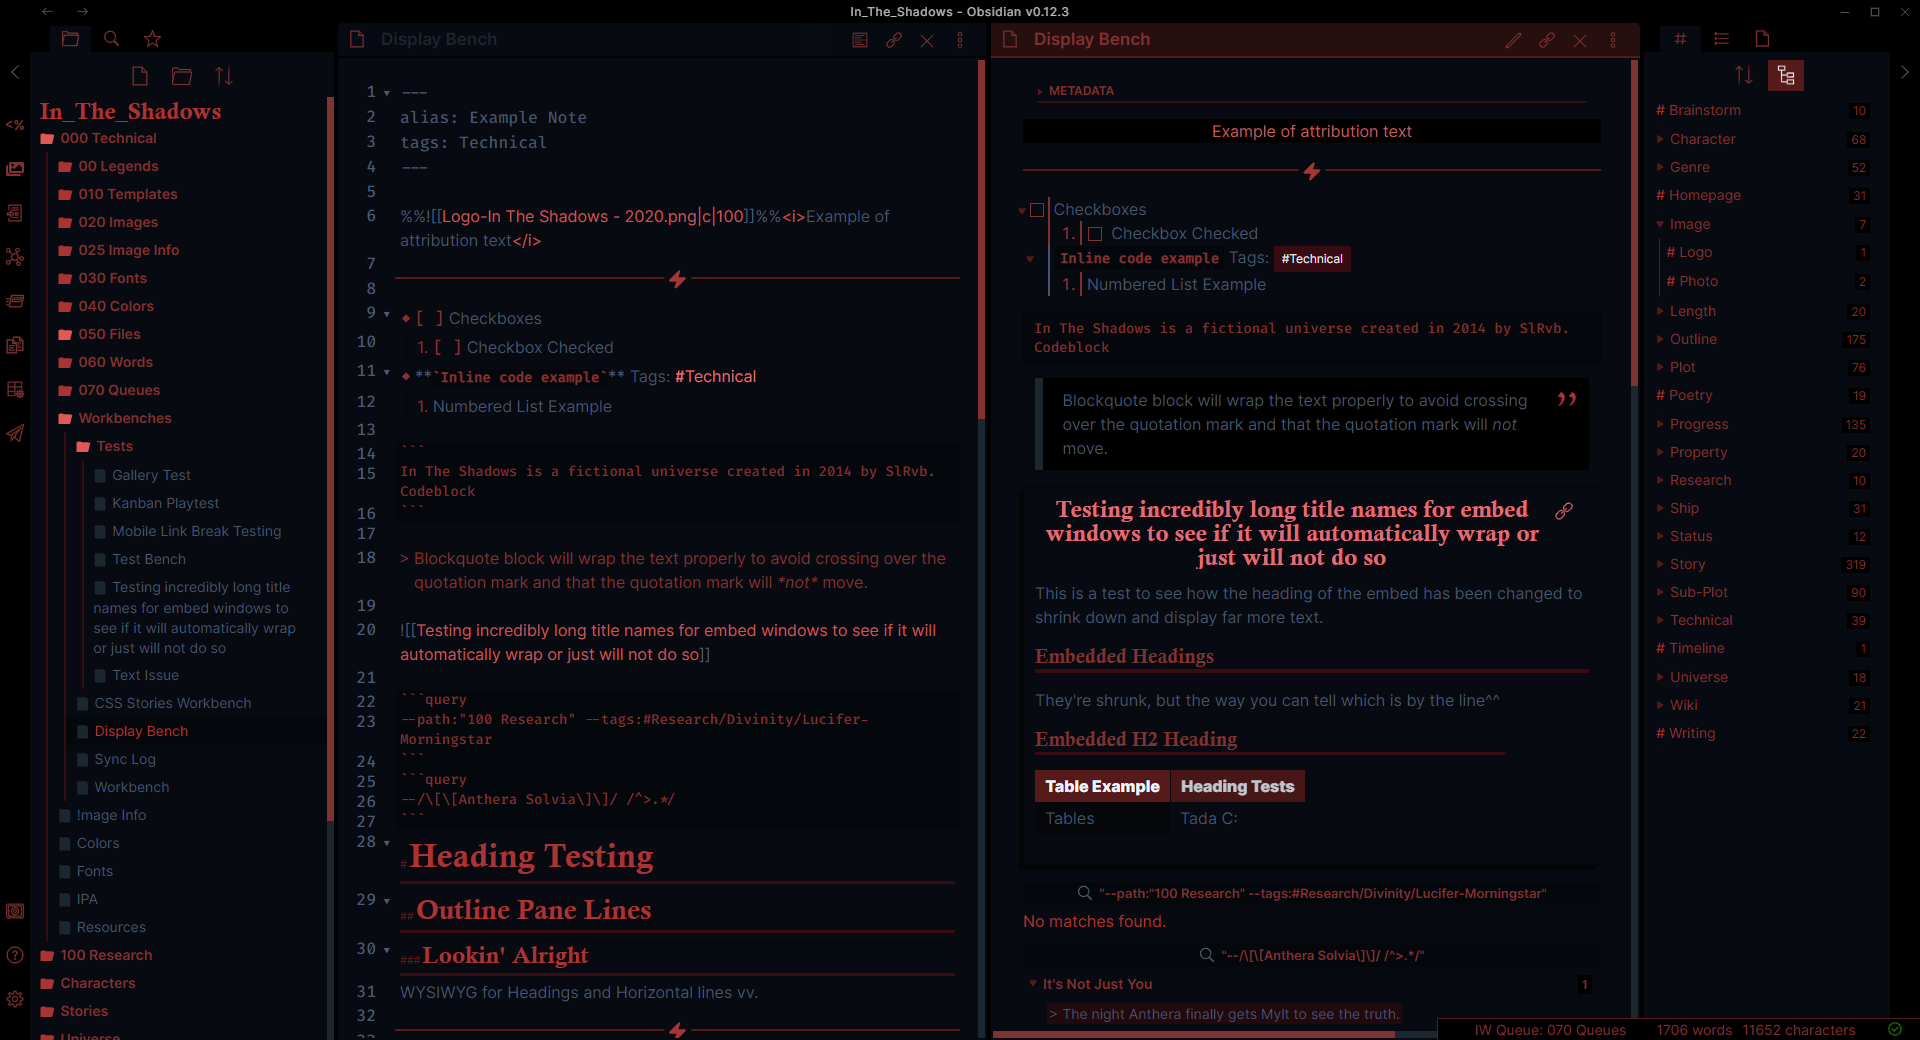 In_The_Shadows - Obsidian v0.12.3
In_The_Shadows
000 Technical
00 Legends
010 Templates
020 Images
025 Image Info
030 Fonts
040 Colors
050 Files
060 Words
070 Queues
Workbenches
Tests
Gallery Test
Kanban Playtest
Mobile Link Break Testing
Test Bench
Testing incredibly long title
names for embed windows to
see if it will automatically wrap
or just will not do so
Text Issue
CSS Stories Workbench
Display Bench
Sync Log
Workbench
!mage Info
Colors
Fonts
IPA
Resources
100 Research
Characters
Stories
Universe
Display Bench
1 ---
2 alias: Example Note
3 tags: Technical
4 ---
5
6 %%![[Logo-In The Shadows - 2020.png|c|100]]%%<i>Example of
attribution text</i>
7
8
9 [ ] Checkboxes
10 1. [ ] Checkbox Checked
11 **`Inline code example`** Tags: #Technical
12 1. Numbered List Example
13
14 ```
15 In The Shadows is a fictional universe created in 2014 by SlRvb.
Codeblock
16 ```
17
18 > Blockquote block will wrap the text properly to avoid crossing over the
quotation mark and that the quotation mark will *not* move.
19
20 ![[Testing incredibly long title names for embed windows to see if it will
automatically wrap or just will not do so]]
21
22 ```query
23 --path:"100 Research" --tags:#Research/Divinity/Lucifer-
Morningstar
24 ```
25 ```query
26 --/\[\[Anthera Solvia\]\]/ /^>.*/
27 ```
28 # Heading Testing
29 ## Outline Pane Lines
30 ### Lookin' Alright
31 WYSIWYG for Headings and Horizontal lines vv.
32
Display Bench
METADATA
Example of attribution text
Checkboxes
1. Checkbox Checked
Inline code example Tags: #Technical
1. Numbered List Example
In The Shadows is a fictional universe created in 2014 by SlRvb.
Codeblock
Blockquote block will wrap the text properly to avoid crossing
over the quotation mark and that the quotation mark will not
move.
Testing incredibly long title names for embed
windows to see if it will automatically wrap or
just will not do so
This is a test to see how the heading of the embed has been changed to
shrink down and display far more text.
Embedded Headings
They're shrunk, but the way you can tell which is by the line^^
Embedded H2 Heading
Table Example Heading Tests
Tables Tada C:
"--path:"100 Research" --tags:#Research/Divinity/Lucifer-Morningstar"
No matches found.
"--/\[\[Anthera Solvia\]\]/ /^>.*/"
It's Not Just You 1
> The night Anthera finally gets Mylt to see the truth.
# Brainstorm 10
Character 68
Genre 52
# Homepage 31
Image 7
# Logo 1
# Photo 2
Length 20
Outline 175
Plot 76
# Poetry 19
Progress 135
Property 20
Research 10
Ship 31
Status 12
Story 319
Sub-Plot 90
Technical 39
# Timeline 1
Universe 18
Wiki 21
# Writing 22
IW Queue: 070 Queues 1706 words 11652 characters